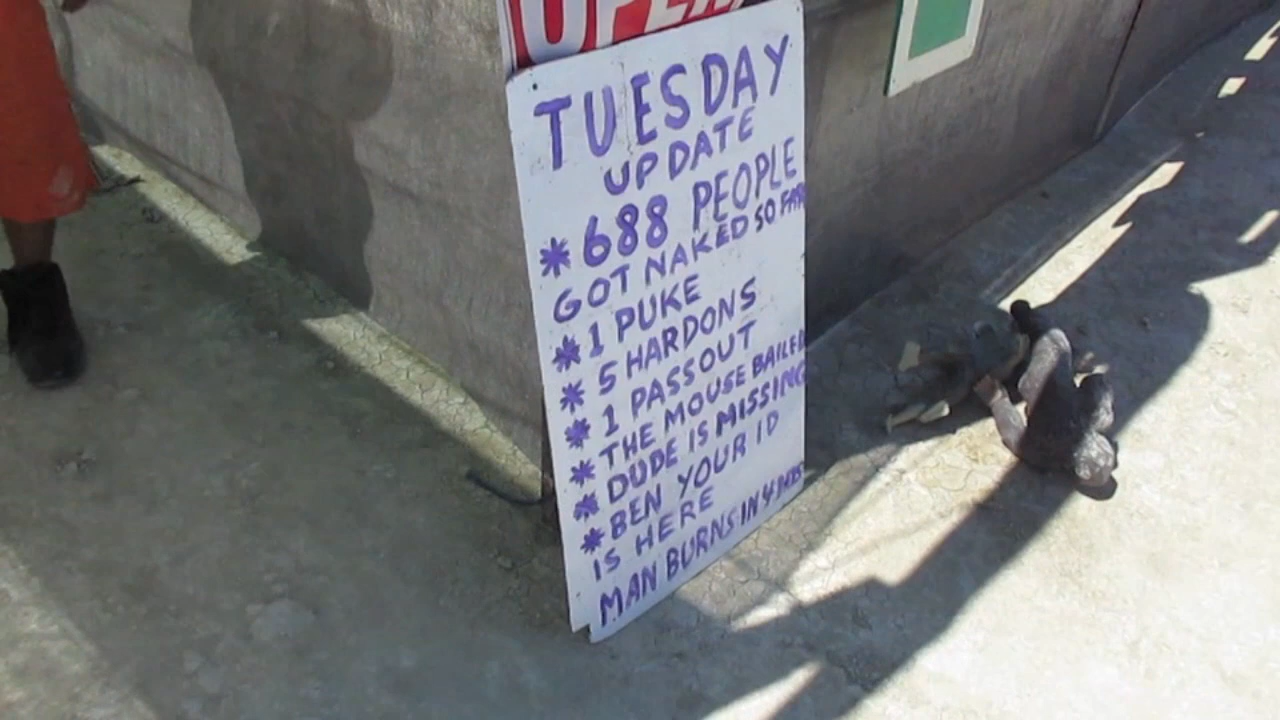 OPEN
TUESDAY
UPDATE
* 688 PEOPLE
GOT NAKED SO FAR
* 1 PUKE
* 5 HARDONS
* 1 PASSOUT
* THE MOUSE BAILED
* DUDE IS MISSING
* BEN YOUR ID
IS HERE
MAN BURNS IN 4 DAYS